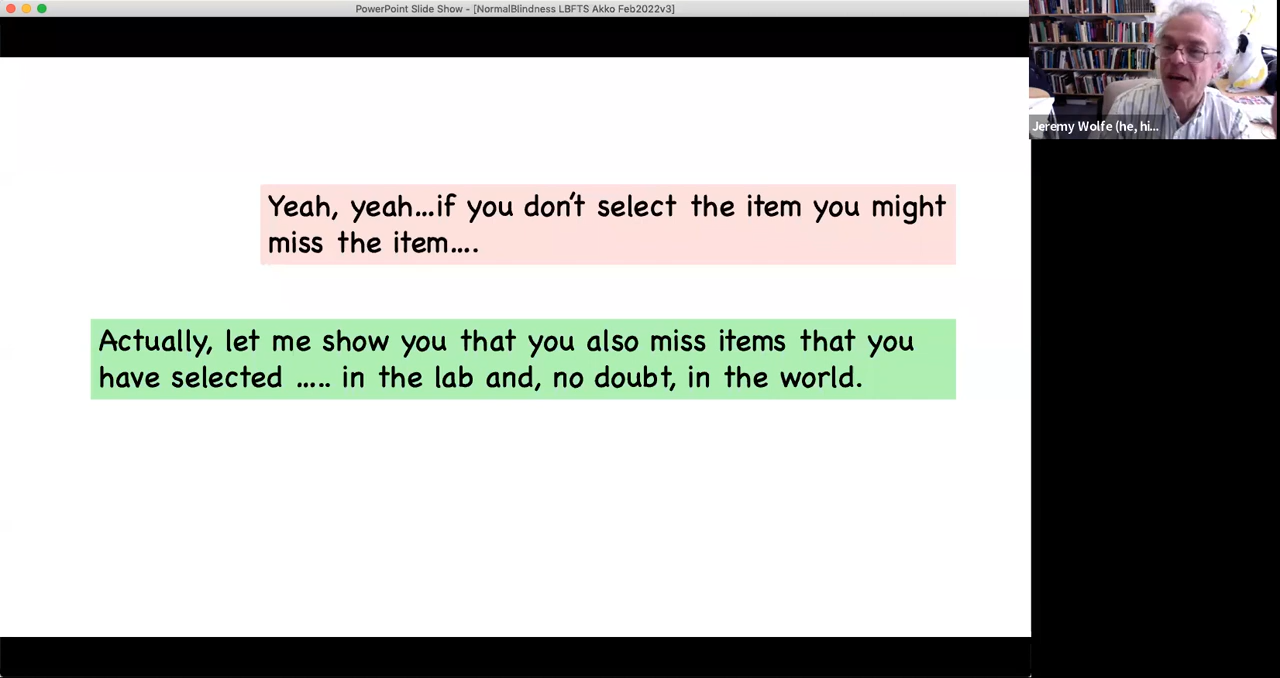 PowerPoint Slide Show - [NormalBlindness LBFTS Akko Feb2022v3]
Jeremy Wolfe (he, hi...
Yeah, yeah...if you don't select the item you might
miss the item....
Actually, let me show you that you also miss items that you
have selected ..... in the lab and, no doubt, in the world.